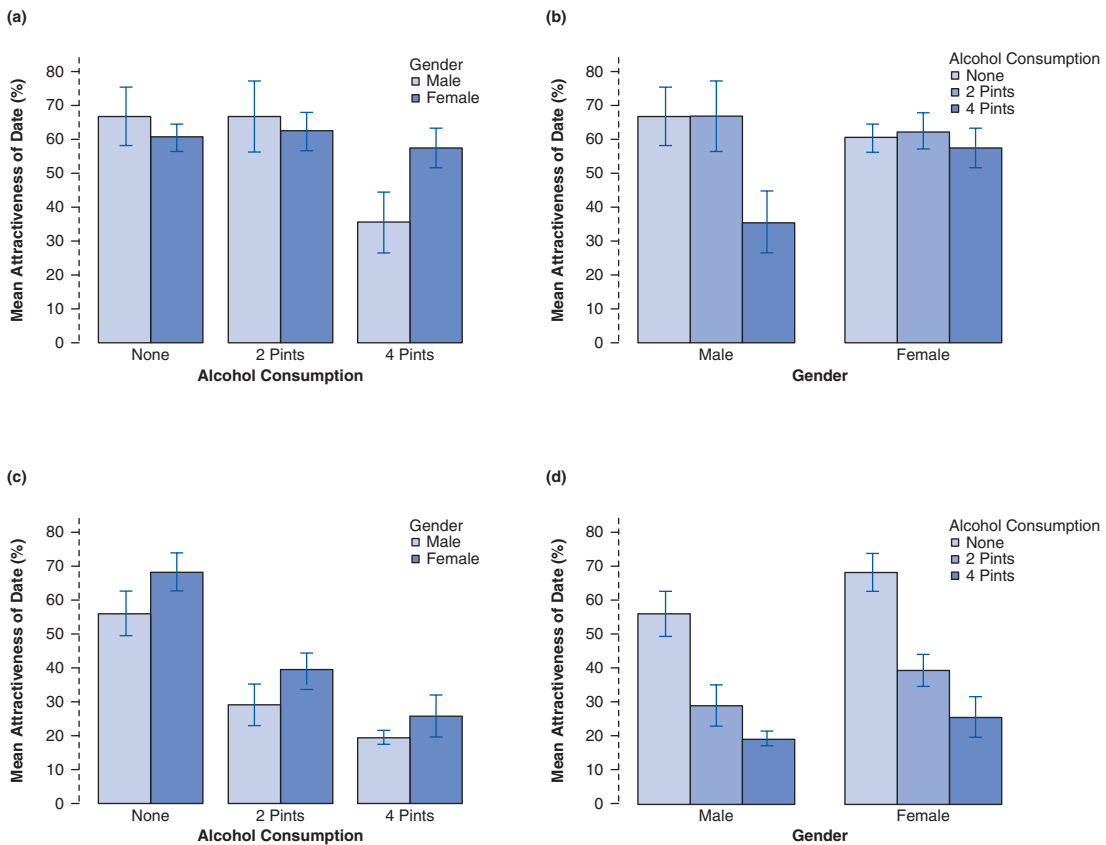 (a)
Mean Attractiveness of Date (%)
80
70
60
50
40
30
20
10
0
Gender
Male
Female
None
2 Pints
4 Pints
Alcohol Consumption
(b)
Mean Attractiveness of Date (%)
80
70
60
50
40
30
20
10
0
Alcohol Consumption
None
2 Pints
4 Pints
Male
Female
Gender
(c)
Mean Attractiveness of Date (%)
80
70
60
50
40
30
20
10
0
Gender
Male
Female
None
2 Pints
4 Pints
Alcohol Consumption
(d)
Mean Attractiveness of Date (%)
80
70
60
50
40
30
20
10
0
Alcohol Consumption
None
2 Pints
4 Pints
Male
Female
Gender